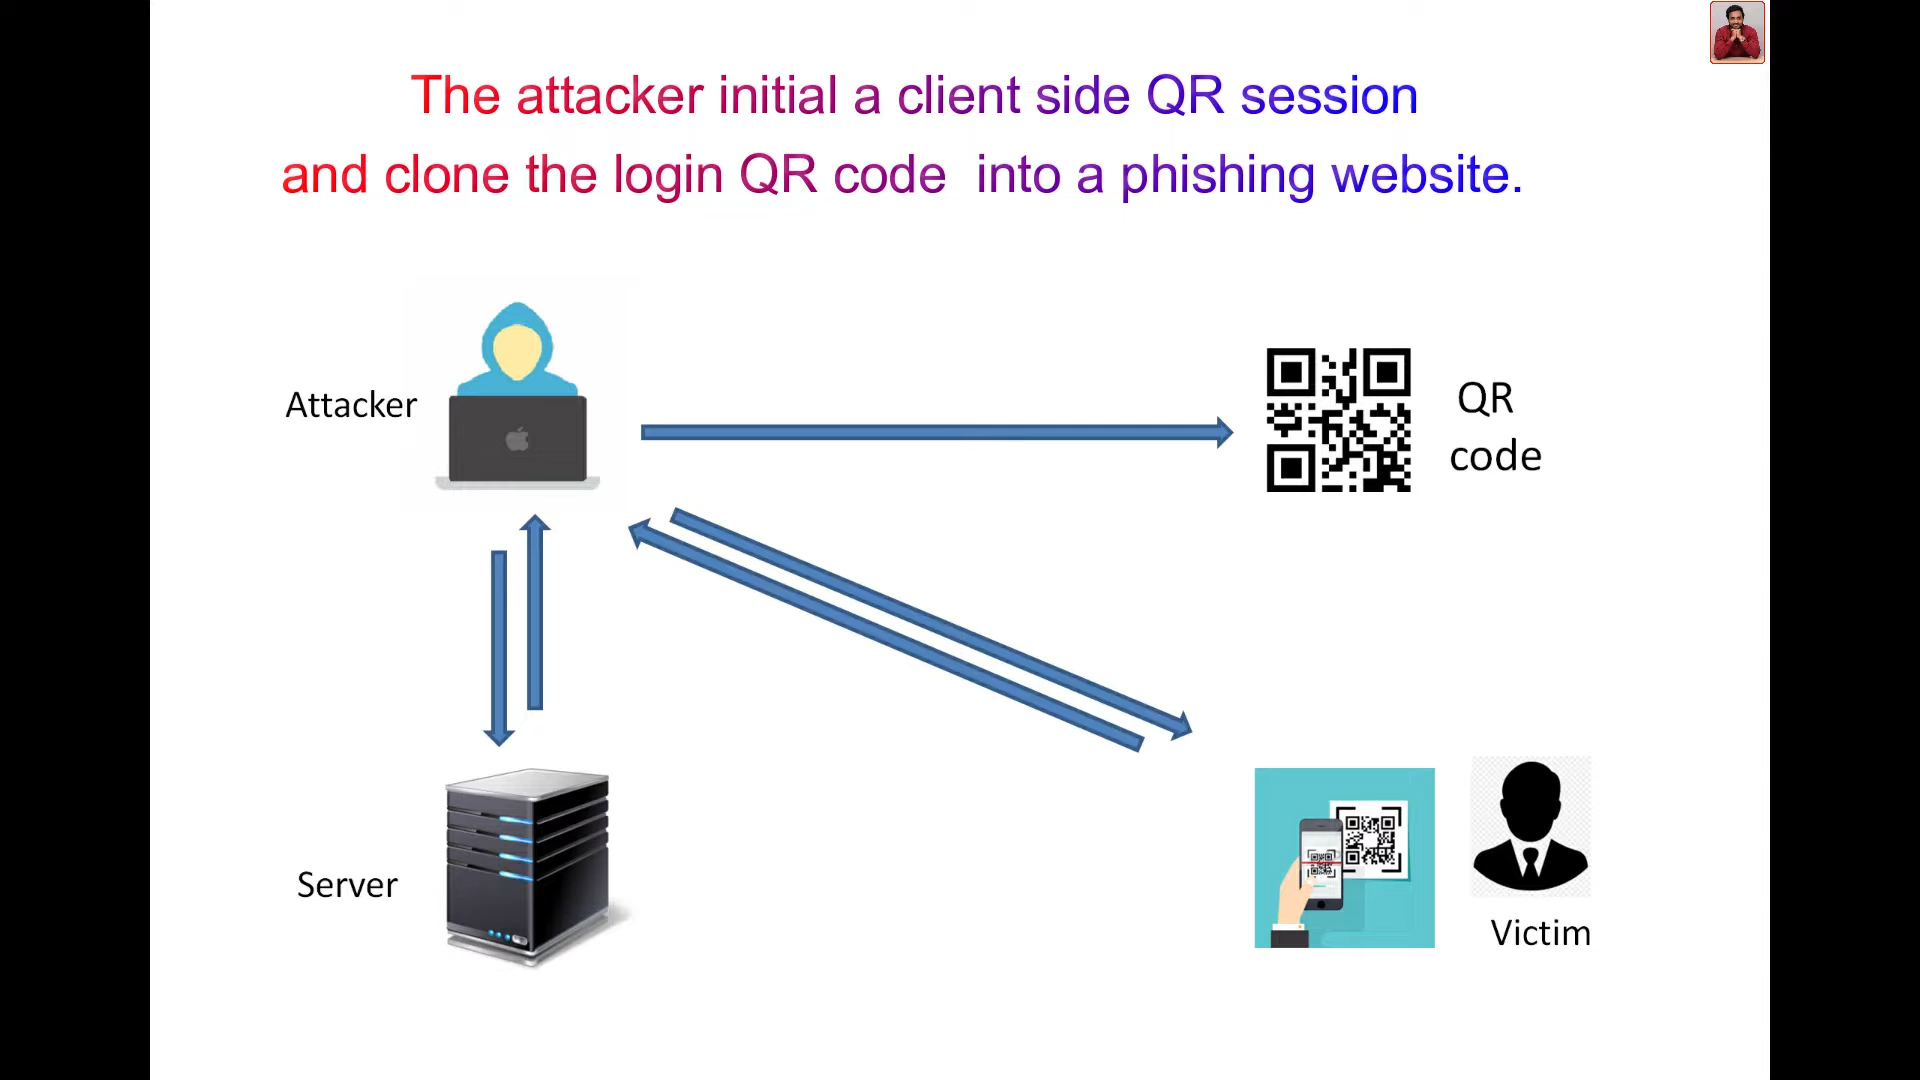 The attacker initial a client side QR session
and clone the login QR code  into a phishing website.
Attacker
QR
code
Server
Victim